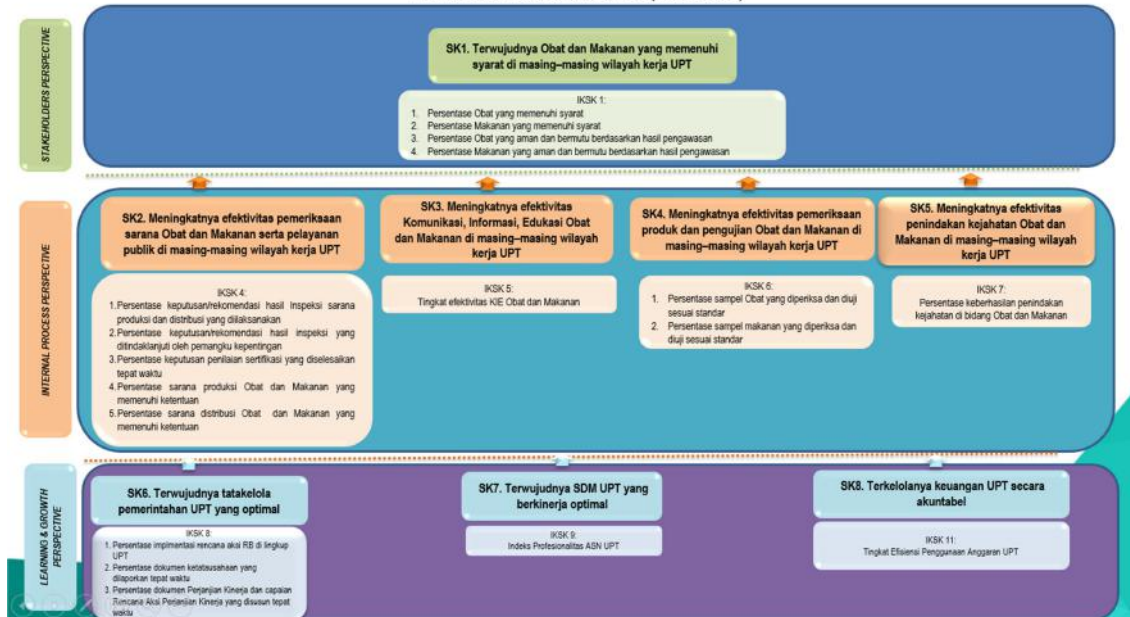 STAKEHOLDERS PERSPECTIVE
SK1. Terwujudnya Obat dan Makanan yang memenuhi
syarat di masing–masing wilayah kerja UPT
IKSK 1:
1. Persentase Obat yang memenuhi syarat
2. Persentase Makanan yang memenuhi syarat
3. Persentase Obat yang aman dan bermutu berdasarkan hasil pengawasan
4. Persentase Makanan yang aman dan bermutu berdasarkan hasil pengawasan
INTERNAL PROCESS PERSPECTIVE
SK2. Meningkatnya efektivitas pemeriksaan
sarana Obat dan Makanan serta pelayanan
publik di masing-masing wilayah kerja UPT
IKSK 4:
1.Persentase keputusan/rekomendasi hasil Inspeksi sarana
produksi dan distribusi yang dilaksanakan
2.Persentase keputusan/rekomendasi hasil inspeksi yang
ditindaklanjuti oleh pemangku kepentingan
3.Persentase keputusan penilaian sertifikasi yang diselesaikan
tepat waktu
4.Persentase sarana produksi Obat dan Makanan yang
memenuhi ketentuan
5.Persentase sarana distribusi Obat dan Makanan yang
memenuhi ketentuan
SK3. Meningkatnya efektivitas
Komunikasi, Informasi, Edukasi Obat
dan Makanan di masing–masing wilayah
kerja UPT
IKSK 5:
Tingkat efektivitas KIE Obat dan Makanan
SK4. Meningkatnya efektivitas pemeriksaan
produk dan pengujian Obat dan Makanan di
masing–masing wilayah kerja UPT
IKSK 6:
1. Persentase sampel Obat yang diperiksa dan diuji
sesuai standar
2. Persentase sampel makanan yang diperiksa dan
diuji sesuai standar
SK5. Meningkatnya efektivitas
penindakan kejahatan Obat dan
Makanan di masing–masing wilayah
kerja UPT
IKSK 7:
Persentase keberhasilan penindakan
kejahatan di bidang Obat dan Makanan
LEARNING & GROWTH
PERSPECTIVE
SK6. Terwujudnya tatakelola
pemerintahan UPT yang optimal
IKSK 8:
1. Persentase implmentasi rencana aksi RB di lingkup
UPT
2. Persentase dokumen ketatausahaan yang
dilaporkan tepat waktu
3. Persentase dokumen Perjanjian Kinerja dan capaian
Rencana Aksi Perjanjian Kinerja yang disusun tepat
waktu
SK7. Terwujudnya SDM UPT yang
berkinerja optimal
IKSK 9:
Indeks Profesionalitas ASN UPT
SK8. Terkelolanya keuangan UPT secara
akuntabel
IKSK 11:
Tingkat Efisiensi Penggunaan Anggaran UPT